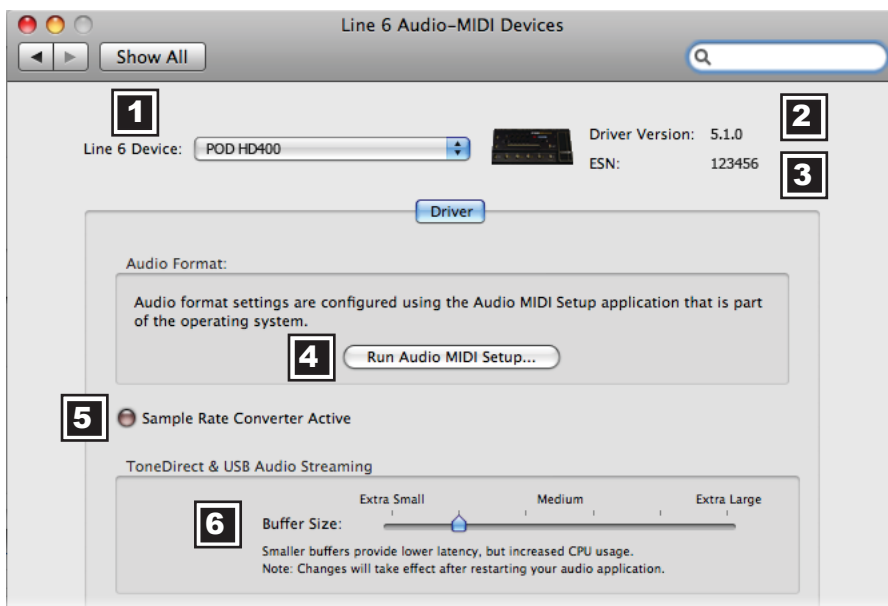 Line 6 Audio-MIDI Devices
Show All
1
2
Line 6 Device: POD HD400
Driver Version: 5.1.0
ESN: 123456
3
Driver
Audio Format:
Audio format settings are configured using the Audio MIDI Setup application that is part
of the operating system.
4
Run Audio MIDI Setup...
5
Sample Rate Converter Active
ToneDirect & USB Audio Streaming
Extra Small Medium Extra Large
6
Buffer Size:
Smaller buffers provide lower latency, but increased CPU usage.
Note: Changes will take effect after restarting your audio application.